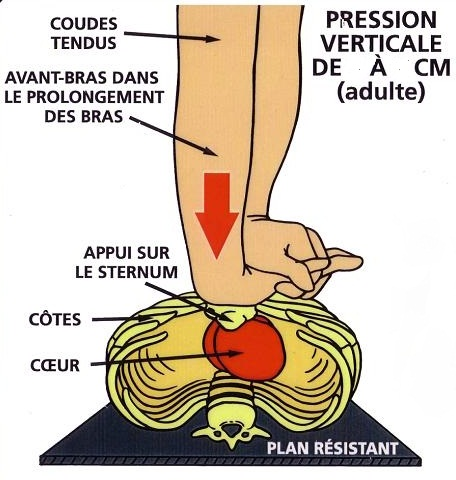 COUDES
TENDUS
PRESSION
VERTICALE
DE À CM
(adulte)
AVANT-BRAS DANS
LE PROLONGEMENT
DES BRAS
APPUI SUR
LE STERNUM
CÔTES
CŒUR
PLAN RÉSISTANT